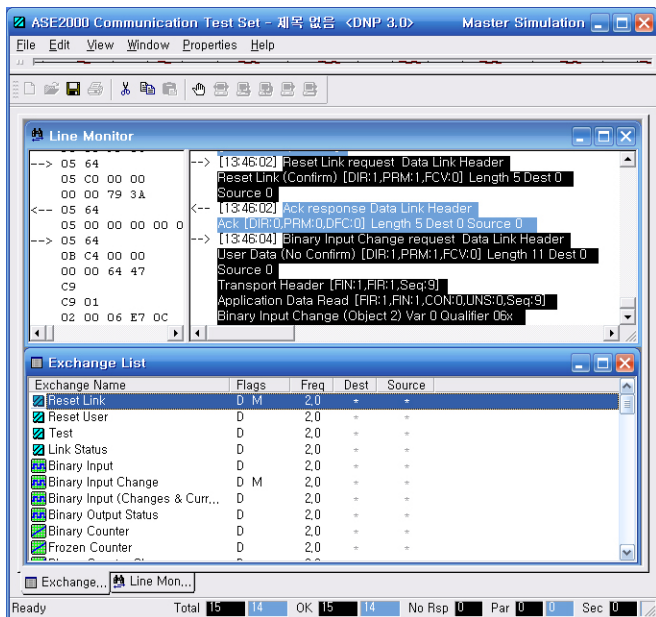 ASE2000 Communication Test Set - 제목 없음 <DNP 3.0> Master Simulation
File Edit View Window Properties Help
Line Monitor
--> 05 64
05 C0 00 00
00 00 79 3A
<-- 05 64
05 00 00 00 00 0
--> 05 64
0B C4 00 00
00 00 64 47
C9
C9 01
02 00 06 E7 0C
--> [13:46:02] Reset Link request Data Link Header
Reset Link (Confirm) [DIR:1,PRM:1,FCV:0] Length 5 Dest 0
Source 0
<-- [13:46:02] Ack response Data Link Header
Ack [DIR:0,PRM:0,DFC:0] Length 5 Dest 0 Source 0
--> [13:46:04] Binary Input Change request Data Link Header
User Data (No Confirm) [DIR:1,PRM:1,FCV:0] Length 11 Dest 0
Source 0
Transport Header [FIN:1,FIR:1,Seq:9]
Application Data Read [FIR:1,FIN:1,CON:0,UNS:0,Seq:9]
Binary Input Change (Object 2) Var 0 Qualifier 06x
Exchange List
Exchange Name Flags Freq Dest Source
Reset Link D M 2,0 * *
Reset User D 2,0 * *
Test D 2,0 * *
Link Status D 2,0 * *
Binary Input D 2,0 * *
Binary Input Change D M 2,0 * *
Binary Input (Changes & Curr... D 2,0 * *
Binary Output Status D 2,0 * *
Binary Counter D 2,0 * *
Frozen Counter D 2,0 * *
Exchange... Line Mon...
Ready Total 15 14 OK 15 14 No Rsp 0 Par 0 0 Sec 0